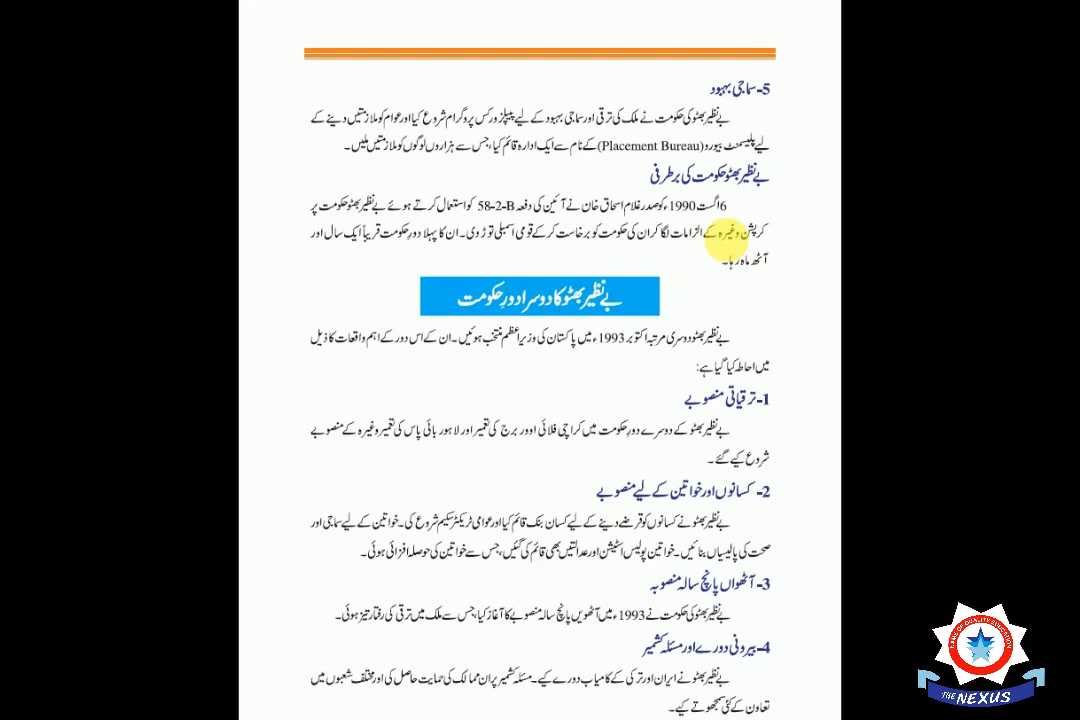 5- سماجی بہبود
بے نظیر بھٹو کی حکومت نے ملک کی ترقی اور سماجی بہبود کے لیے پیپلز ورکس پروگرام شروع کیا اور عوام کو ملازمتیں دینے کے
لیے پلیسمنٹ بیورو (Placement Bureau) کے نام سے ایک ادارہ قائم کیا، جس سے ہزاروں لوگوں کو ملازمتیں ملیں۔
بے نظیر بھٹو حکومت کی برطرفی
6 اگست 1990ء کو صدر غلام اسحاق خان نے آئین کی دفعہ 58-2-B کو استعمال کرتے ہوئے بے نظیر بھٹو حکومت پر
کرپشن وغیرہ کے الزامات لگا کر ان کی حکومت کو برخاست کر کے قومی اسمبلی توڑ دی۔ ان کا پہلا دورِ حکومت قریباً ایک سال اور
آٹھ ماہ رہا۔
بے نظیر بھٹو کا دوسرا دورِ حکومت
بے نظیر بھٹو دوسری مرتبہ اکتوبر 1993ء میں پاکستان کی وزیراعظم منتخب ہوئیں۔ ان کے اس دور کے اہم واقعات کا ذیل
میں احاطہ کیا گیا ہے:
1- ترقیاتی منصوبے
بے نظیر بھٹو کے دوسرے دورِ حکومت میں کراچی فلائی اوور برج کی تعمیر اور لاہور بائی پاس کی تعمیر وغیرہ کے منصوبے
شروع کیے گئے۔
2- کسانوں اور خواتین کے لیے منصوبے
بے نظیر بھٹو نے کسانوں کو قرضے دینے کے لیے کسان بنک قائم کیا اور عوامی ٹریکٹر سکیم شروع کی۔ خواتین کے لیے سماجی اور
صحت کی پالیسیاں بنائیں۔ خواتین پولیس اسٹیشن اور عدالتیں بھی قائم کی گئیں، جس سے خواتین کی حوصلہ افزائی ہوئی۔
3- آٹھواں پانچ سالہ منصوبہ
بے نظیر بھٹو کی حکومت نے 1993ء میں آٹھویں پانچ سالہ منصوبے کا آغاز کیا، جس سے ملک میں ترقی کی رفتار تیز ہوئی۔
4- بیرونی دورے اور مسئلہ کشمیر
بے نظیر بھٹو نے ایران اور ترکی کے کامیاب دورے کیے۔ مسئلہ کشمیر پر ان ممالک کی حمایت حاصل کی اور مختلف شعبوں میں
تعاون کے کئی سمجھوتے کیے۔
THE NEXUS